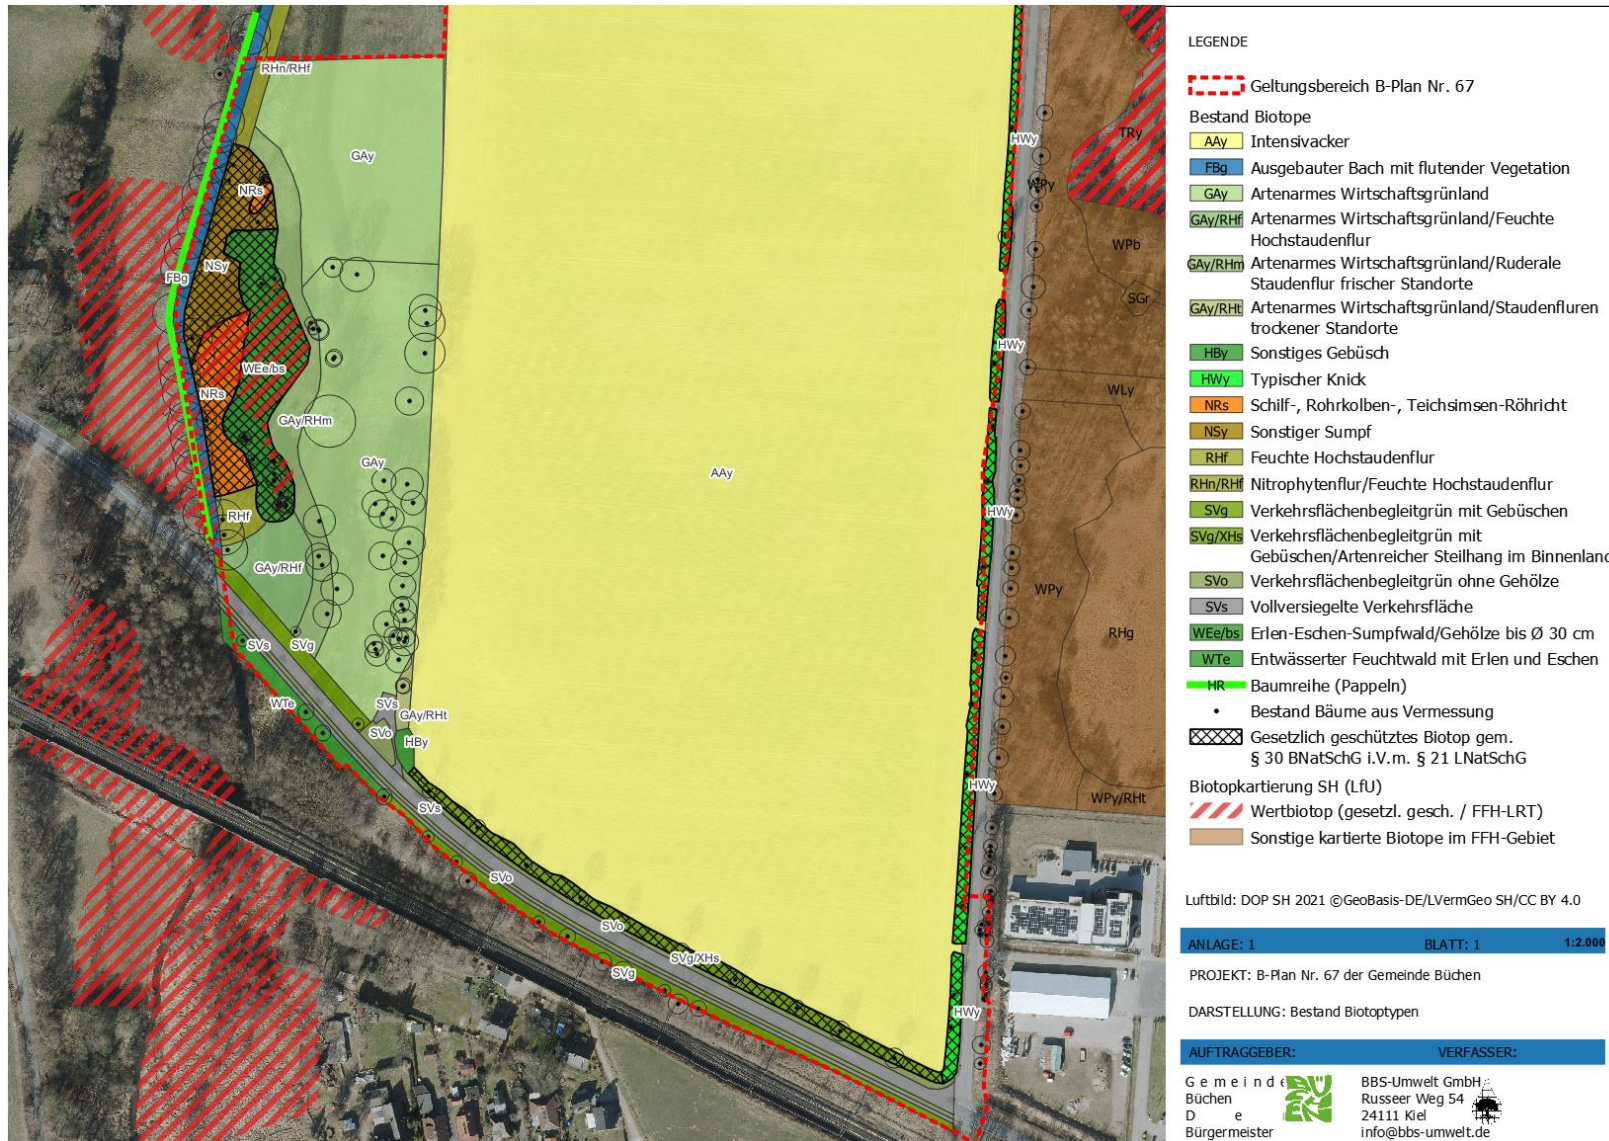 RHn/RHf
GAy
NRs
NSy
FBg
WEe/bs
NRs
GAy/RHm
GAy
RHf
GAy/RHf
SVs
SVg
WTe
SVs
GAy/RHt
SVo
HBy
SVs
SVo
SVo
SVg/XHs
SVg
AAy
HWy
HWy
HWy
HWy
HWy
HWy
TRy
WPy
WPb
SGr
WLy
WPy
RHg
WPy/RHt
LEGENDE
Geltungsbereich B-Plan Nr. 67
Bestand Biotope
AAy Intensivacker
FBg Ausgebauter Bach mit flutender Vegetation
GAy Artenarmes Wirtschaftsgrünland
GAy/RHf Artenarmes Wirtschaftsgrünland/Feuchte
Hochstaudenflur
GAy/RHm Artenarmes Wirtschaftsgrünland/Ruderale
Staudenflur frischer Standorte
GAy/RHt Artenarmes Wirtschaftsgrünland/Staudenfluren
trockener Standorte
HBy Sonstiges Gebüsch
HWy Typischer Knick
NRs Schilf-, Rohrkolben-, Teichsimsen-Röhricht
NSy Sonstiger Sumpf
RHf Feuchte Hochstaudenflur
RHn/RHf Nitrophytenflur/Feuchte Hochstaudenflur
SVg Verkehrsflächenbegleitgrün mit Gebüschen
SVg/XHs Verkehrsflächenbegleitgrün mit
Gebüschen/Artenreicher Steilhang im Binnenland
SVo Verkehrsflächenbegleitgrün ohne Gehölze
SVs Vollversiegelte Verkehrsfläche
WEe/bs Erlen-Eschen-Sumpfwald/Gehölze bis Ø 30 cm
WTe Entwässerter Feuchtwald mit Erlen und Eschen
HR Baumreihe (Pappeln)
Bestand Bäume aus Vermessung
Gesetzlich geschütztes Biotop gem.
§ 30 BNatSchG i.V.m. § 21 LNatSchG
Biotopkartierung SH (LfU)
Wertbiotop (gesetzl. gesch. / FFH-LRT)
Sonstige kartierte Biotope im FFH-Gebiet
Luftbild: DOP SH 2021 ©GeoBasis-DE/LVermGeo SH/CC BY 4.0
ANLAGE: 1 BLATT: 1 1:2.000
PROJEKT: B-Plan Nr. 67 der Gemeinde Büchen
DARSTELLUNG: Bestand Biotoptypen
AUFTRAGGEBER: VERFASSER:
Gemeinde
Büchen
D e
Bürgermeister
BÜCHEN
BBS-Umwelt GmbH
Russeer Weg 54
24111 Kiel
info@bbs-umwelt.de